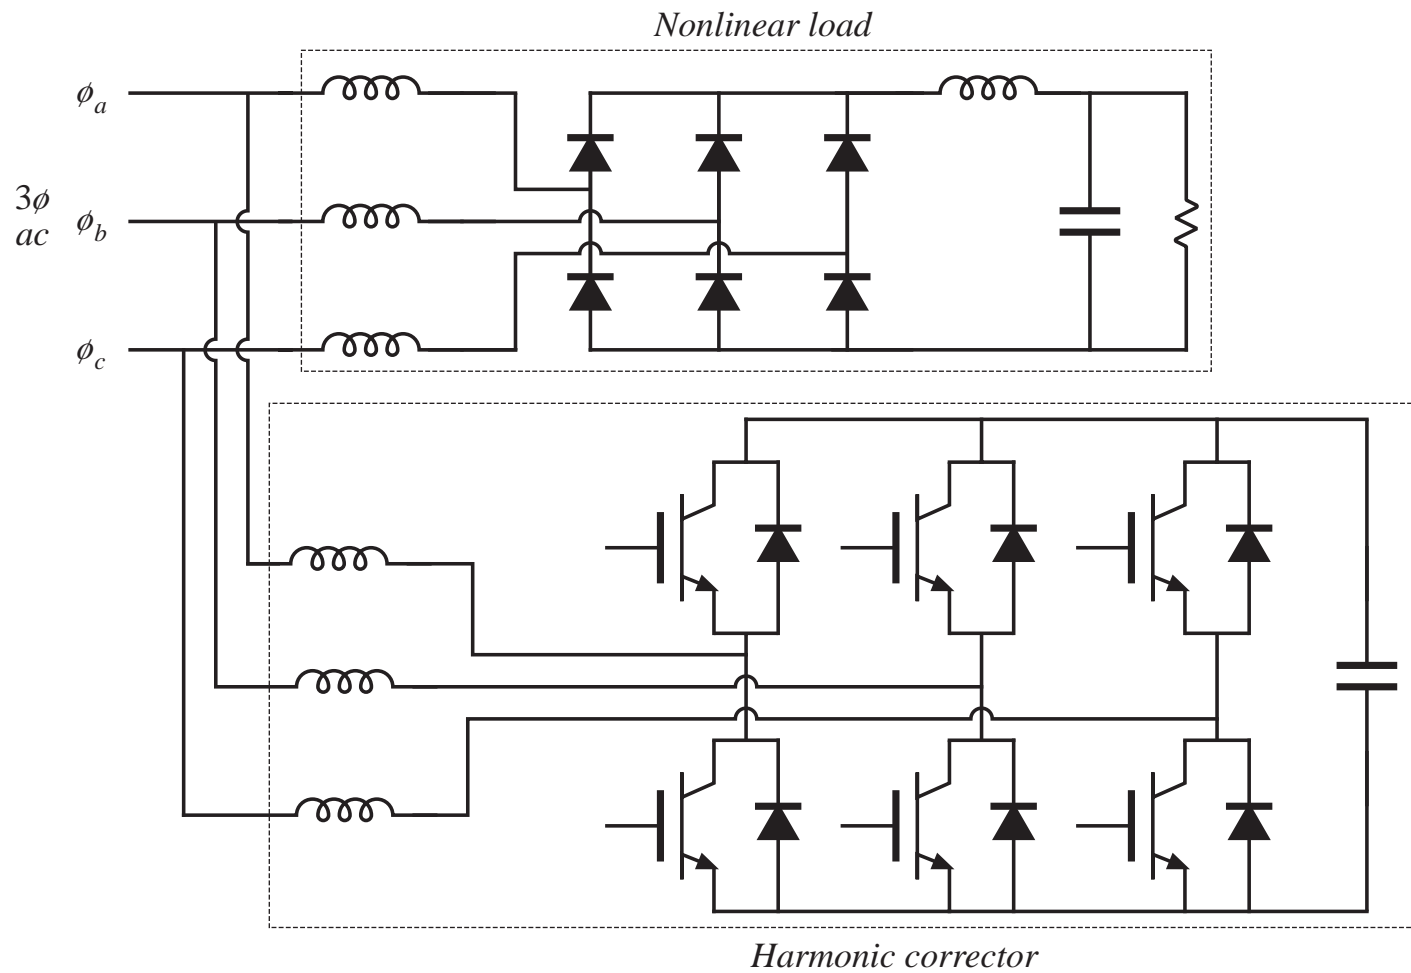 Nonlinear load
ϕa
3ϕ
ac
ϕb
ϕc
Harmonic corrector